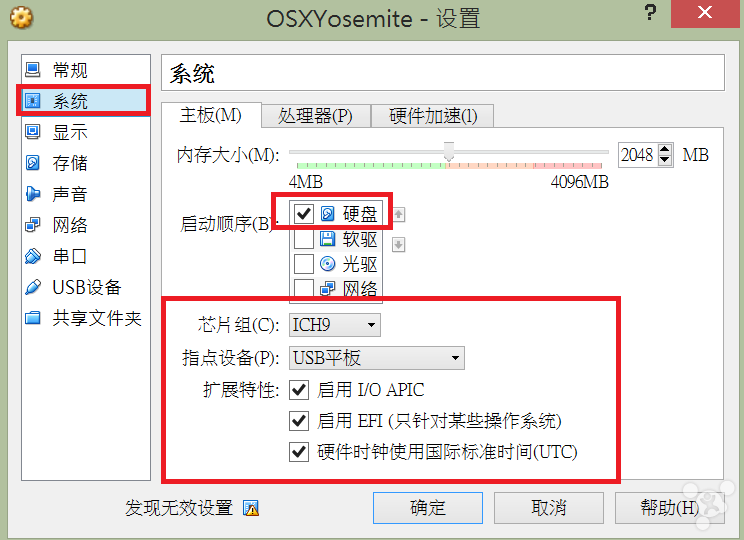 OSXYosemite - 设置
?
常规
系统
显示
存储
声音
网络
串口
USB设备
共享文件夹
系统
主板(M) 处理器(P) 硬件加速(l)
内存大小(M): 2048 MB
4MB 4096MB
启动顺序(B): 硬盘
软驱
光驱
网络
芯片组(C): ICH9
指点设备(P): USB平板
扩展特性: 启用 I/O APIC
启用 EFI (只针对某些操作系统)
硬件时钟使用国际标准时间(UTC)
发现无效设置
确定 取消 帮助(H)